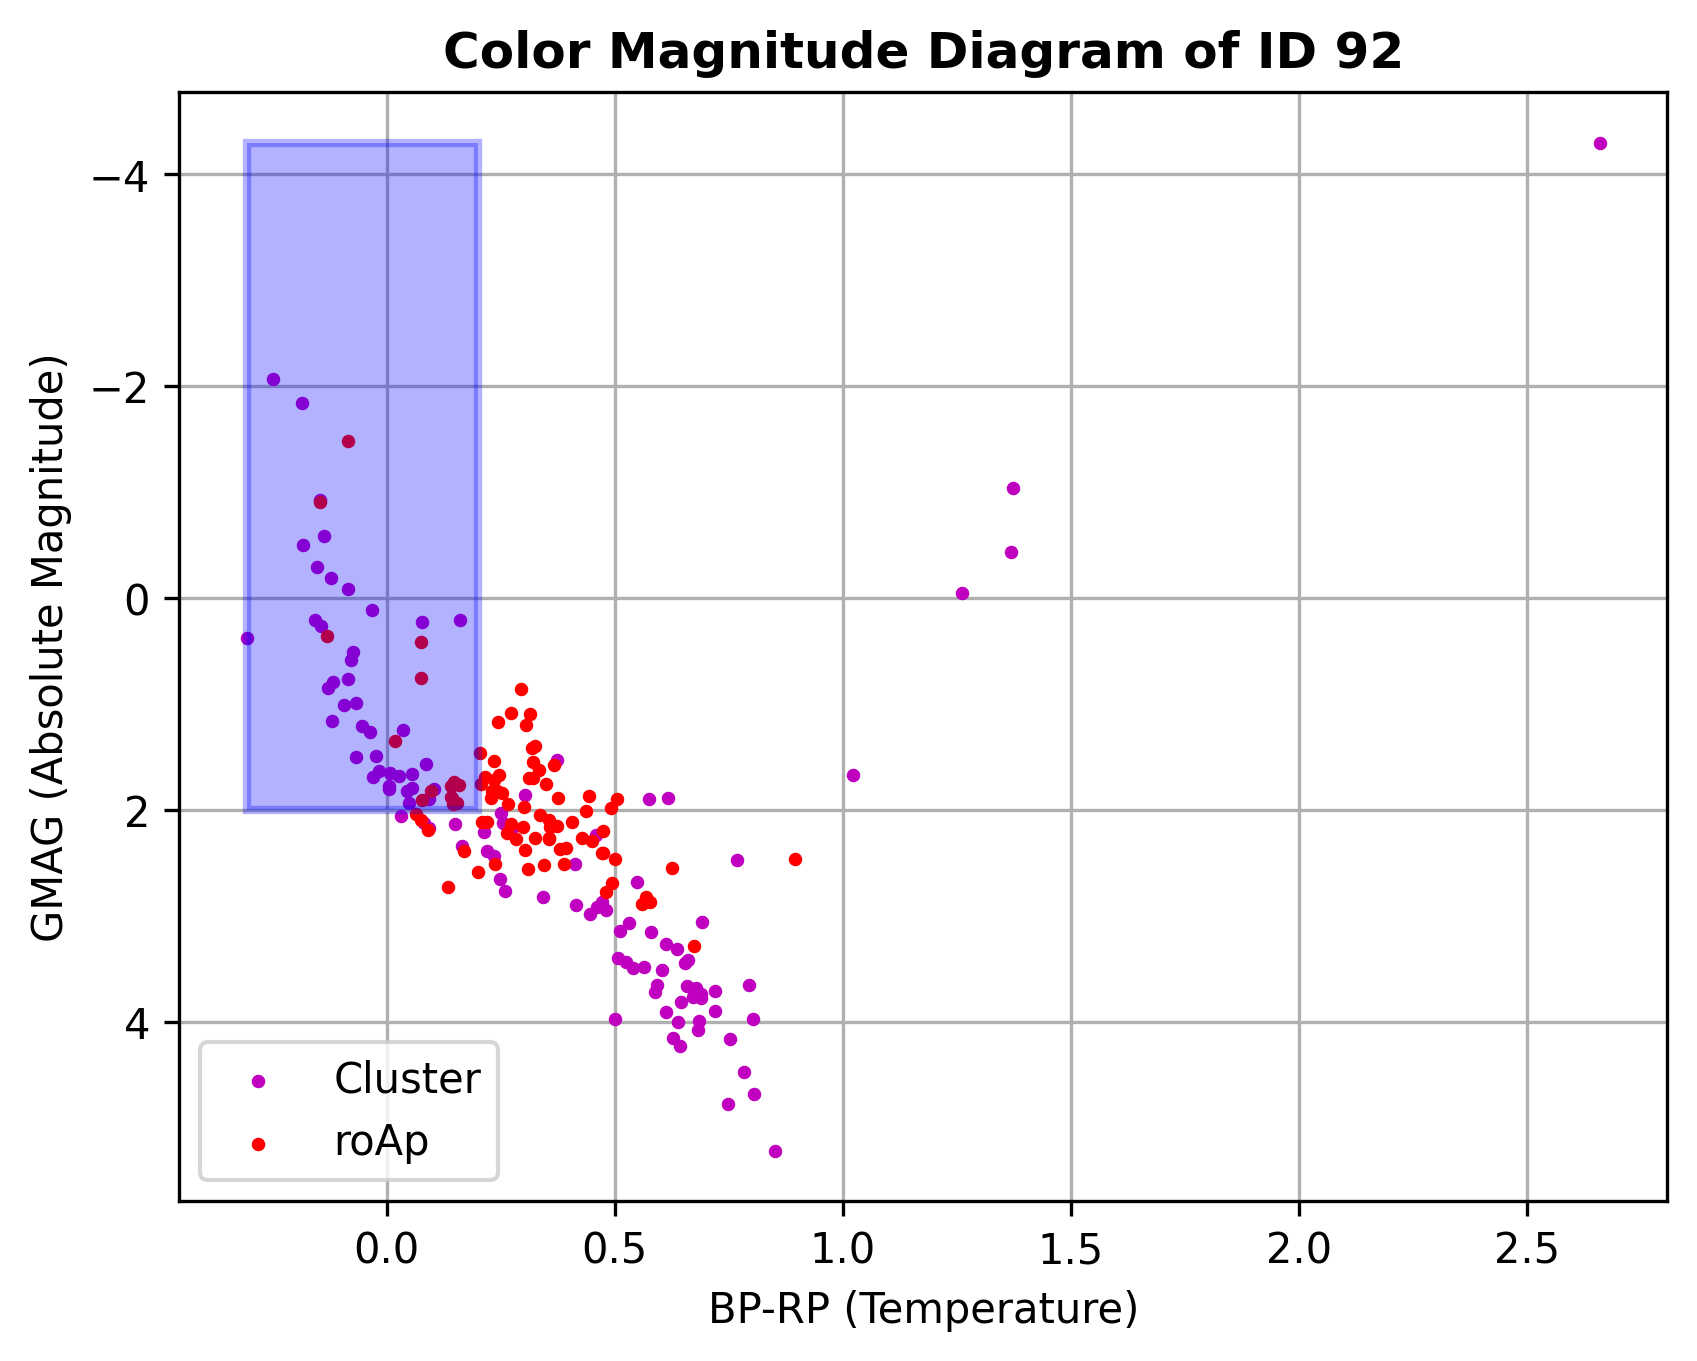 Color Magnitude Diagram of ID 92
GMAG (Absolute Magnitude)
−4
−2
0
2
4
Cluster
roAp
0.0 0.5 1.0 1.5 2.0 2.5
BP-RP (Temperature)